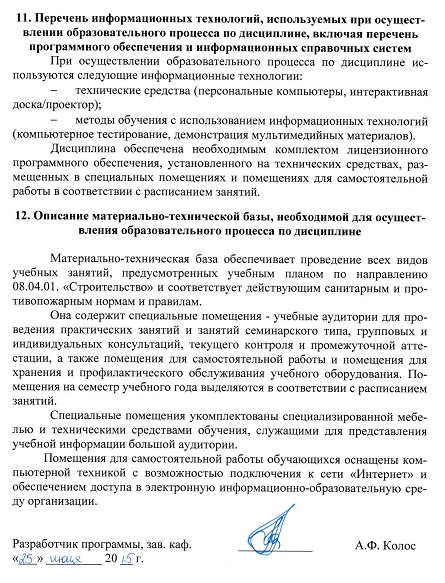 11. Перечень информационных технологий, используемых при осущест-
влении образовательного процесса по дисциплине, включая перечень
программного обеспечения и информационных справочных систем
При осуществлении образовательного процесса по дисциплине ис-
пользуются следующие информационные технологии:
− технические средства (персональные компьютеры, интерактивная
доска/проектор);
− методы обучения с использованием информационных технологий
(компьютерное тестирование, демонстрация мультимедийных материалов).
Дисциплина обеспечена необходимым комплектом лицензионного
программного обеспечения, установленного на технических средствах, раз-
мещенных в специальных помещениях и помещениях для самостоятельной
работы в соответствии с расписанием занятий.
12. Описание материально-технической базы, необходимой для осущест-
вления образовательного процесса по дисциплине
Материально-техническая база обеспечивает проведение всех видов
учебных занятий, предусмотренных учебным планом по направлению
08.04.01. «Строительство» и соответствует действующим санитарным и про-
тивопожарным нормам и правилам.
Она содержит специальные помещения - учебные аудитории для про-
ведения практических занятий и занятий семинарского типа, групповых и
индивидуальных консультаций, текущего контроля и промежуточной атте-
стации, а также помещения для самостоятельной работы и помещения для
хранения и профилактического обслуживания учебного оборудования. По-
мещения на семестр учебного года выделяются в соответствии с расписанием
занятий.
Специальные помещения укомплектованы специализированной мебе-
лью и техническими средствами обучения, служащими для представления
учебной информации большой аудитории.
Помещения для самостоятельной работы обучающихся оснащены ком-
пьютерной техникой с возможностью подключения к сети «Интернет» и
обеспечением доступа в электронную информационно-образовательную сре-
ду организации.
Разработчик программы, зав. каф. А.Ф. Колос
«25» 2015 г.